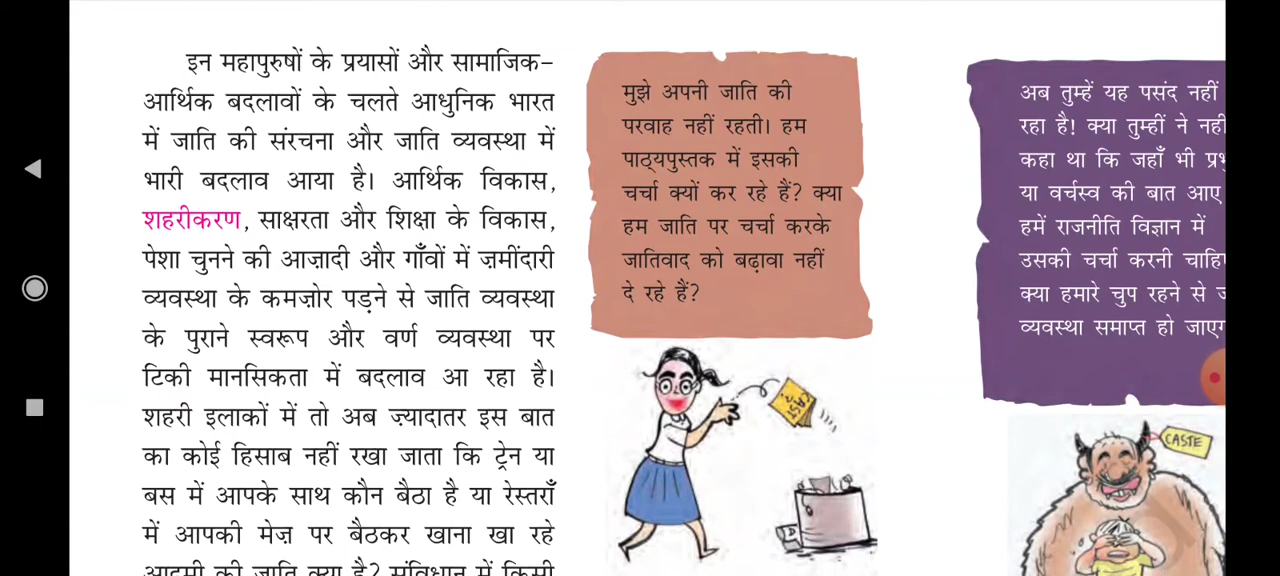 इन महापुरुषों के प्रयासों और सामाजिक–
आर्थिक बदलावों के चलते आधुनिक भारत
में जाति की संरचना और जाति व्यवस्था में
भारी बदलाव आया है। आर्थिक विकास,
शहरीकरण, साक्षरता और शिक्षा के विकास,
पेशा चुनने की आज़ादी और गाँवों में ज़मींदारी
व्यवस्था के कमज़ोर पड़ने से जाति व्यवस्था
के पुराने स्वरूप और वर्ण व्यवस्था पर
टिकी मानसिकता में बदलाव आ रहा है।
शहरी इलाकों में तो अब ज़्यादातर इस बात
का कोई हिसाब नहीं रखा जाता कि ट्रेन या
बस में आपके साथ कौन बैठा है या रेस्तराँ
में आपकी मेज़ पर बैठकर खाना खा रहे
आदमी की जाति क्या है? संविधान में किसी
मुझे अपनी जाति की
परवाह नहीं रहती। हम
पाठ्यपुस्तक में इसकी
चर्चा क्यों कर रहे हैं? क्या
हम जाति पर चर्चा करके
जातिवाद को बढ़ावा नहीं
दे रहे हैं?
CAST
?
अब तुम्हें यह पसंद नहीं
रहा है! क्या तुम्हीं ने
कहा था कि जहाँ भी
या वर्चस्व की बात आए
हमें राजनीति विज्ञान में
उसकी चर्चा करनी
क्या हमारे चुप रहने से
व्यवस्था समाप्त हो
CASTE